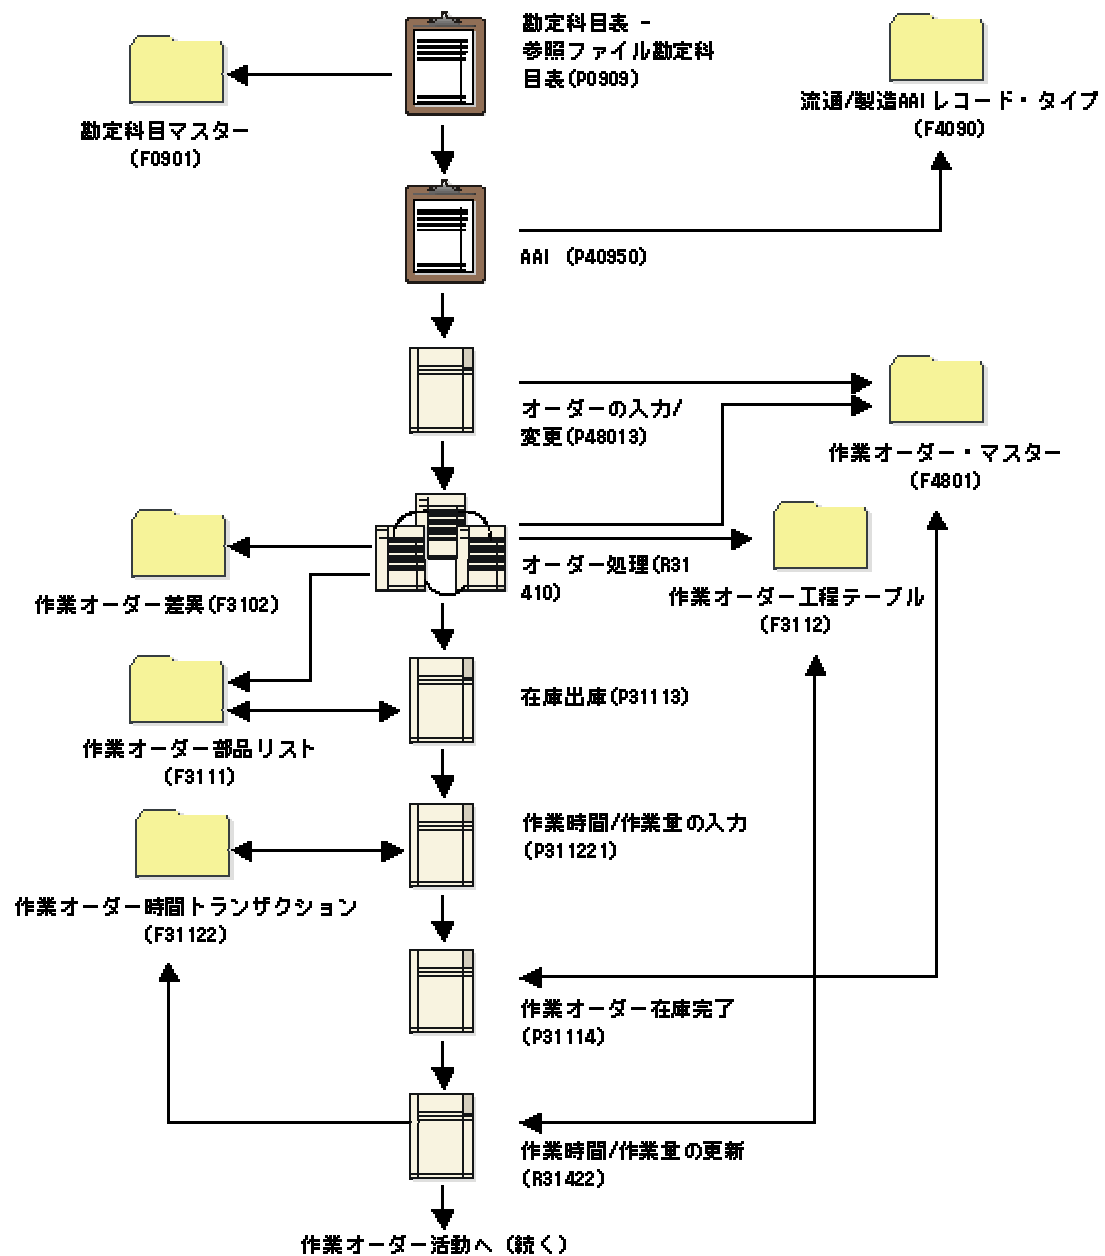 勘定科目表 -
参照ファイル勘定科
目表(P0909)
勘定科目マスター
(F0901)
流通/製造AAIレコード・タイプ
(F4090)
AAI (P40950)
オーダーの入力/
変更(P48013)
作業オーダー・マスター
(F4801)
オーダー処理(R31
410)
作業オーダー差異(F3102)
作業オーダー工程テーブル
(F3112)
在庫出庫(P31113)
作業オーダー部品リスト
(F3111)
作業時間/作業量の入力
(P311221)
作業オーダー時間トランザクション
(F31122)
作業オーダー在庫完了
(P31114)
作業時間/作業量の更新
(R31422)
作業オーダー活動へ (続く)